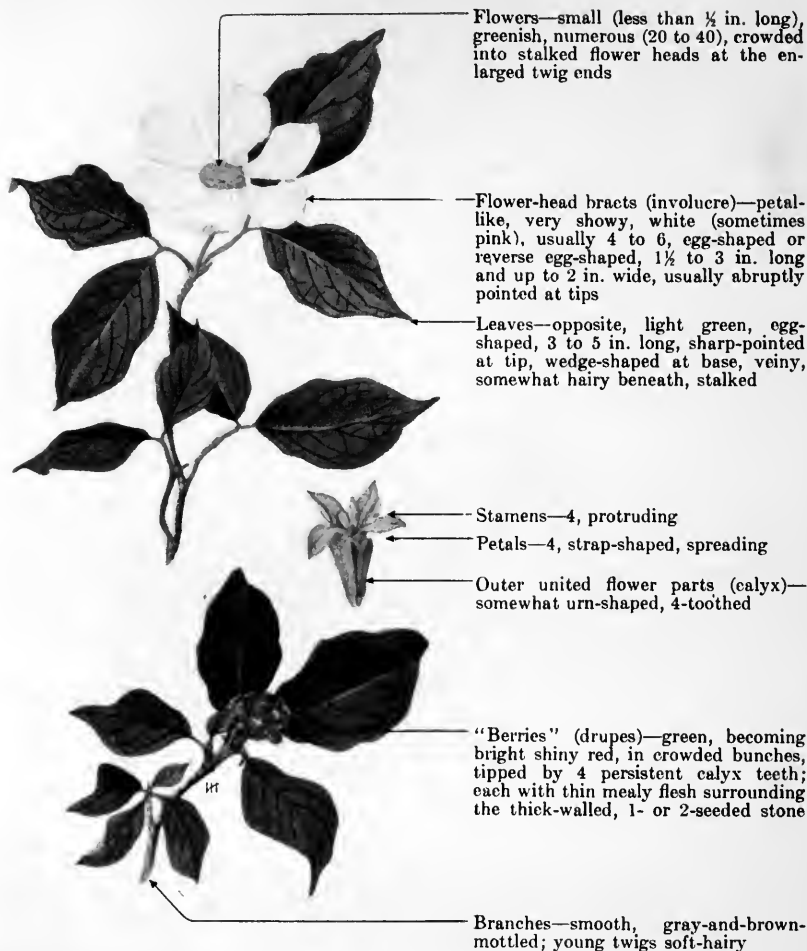 Flowers—small (less than ½ in. long),
greenish, numerous (20 to 40), crowded
into stalked flower heads at the en-
larged twig ends
Flower-head bracts (involucre)—petal-
like, very showy, white (sometimes
pink), usually 4 to 6, egg-shaped or
reverse egg-shaped, 1½ to 3 in. long
and up to 2 in. wide, usually abruptly
pointed at tips
Leaves—opposite, light green, egg-
shaped, 3 to 5 in. long, sharp-pointed
at tip, wedge-shaped at base, veiny,
somewhat hairy beneath, stalked
Stamens—4, protruding
Petals—4, strap-shaped, spreading
Outer united flower parts (calyx)—
somewhat urn-shaped, 4-toothed
"Berries" (drupes)—green, becoming
bright shiny red, in crowded bunches,
tipped by 4 persistent calyx teeth;
each with thin mealy flesh surrounding
the thick-walled, 1- or 2-seeded stone
Branches—smooth, gray-and-brown-
mottled; young twigs soft-hairy